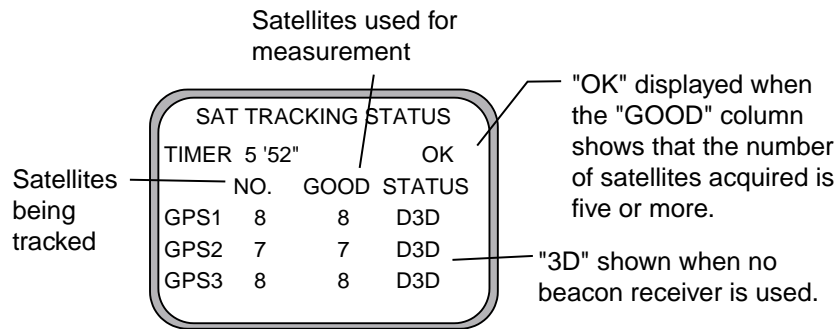 Satellites used for
measurement
SAT TRACKING STATUS
TIMER 5 '52" OK
NO. GOOD STATUS
GPS1 8 8 D3D
GPS2 7 7 D3D
GPS3 8 8 D3D
Satellites
being
tracked
"OK" displayed when
the "GOOD" column
shows that the number
of satellites acquired is
five or more.
"3D" shown when no
beacon receiver is used.